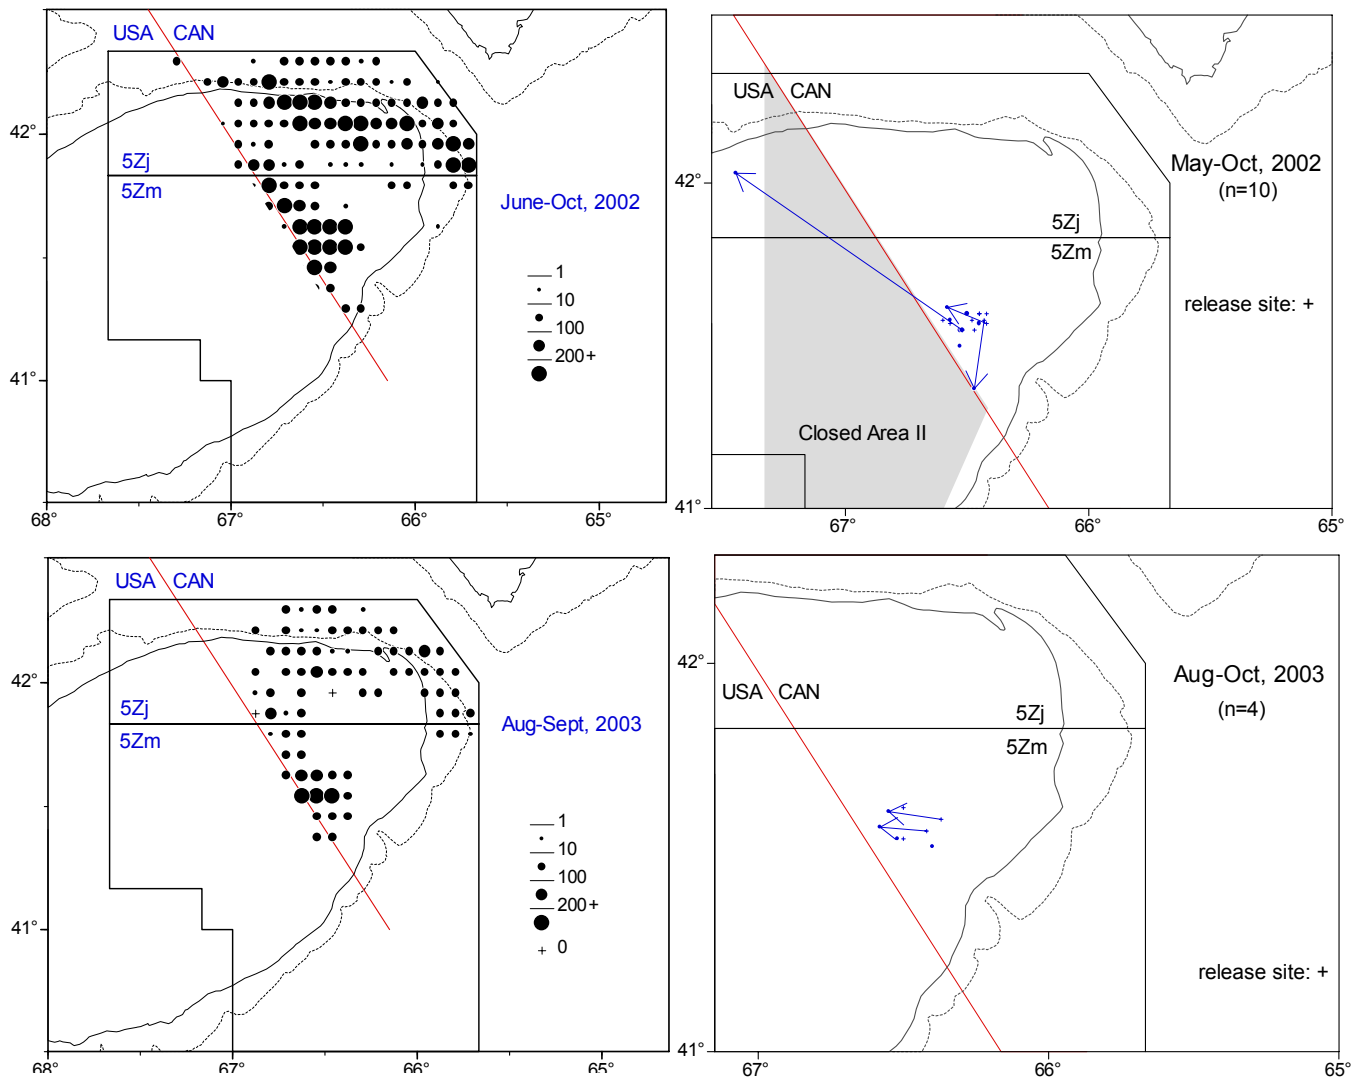 USA CAN
42°
5Zj
5Zm
June-Oct, 2002
1
10
100
200+
41°
68° 67° 66° 65°
USA CAN
May-Oct, 2002
(n=10)
42°
5Zj
5Zm
release site: +
Closed Area II
41°
67° 66° 65°
USA CAN
42°
5Zj
5Zm
Aug-Sept, 2003
1
10
100
200+
+ 0
41°
68° 67° 66° 65°
42°
USA CAN
Aug-Oct, 2003
(n=4)
5Zj
5Zm
release site: +
41°
67° 66° 65°